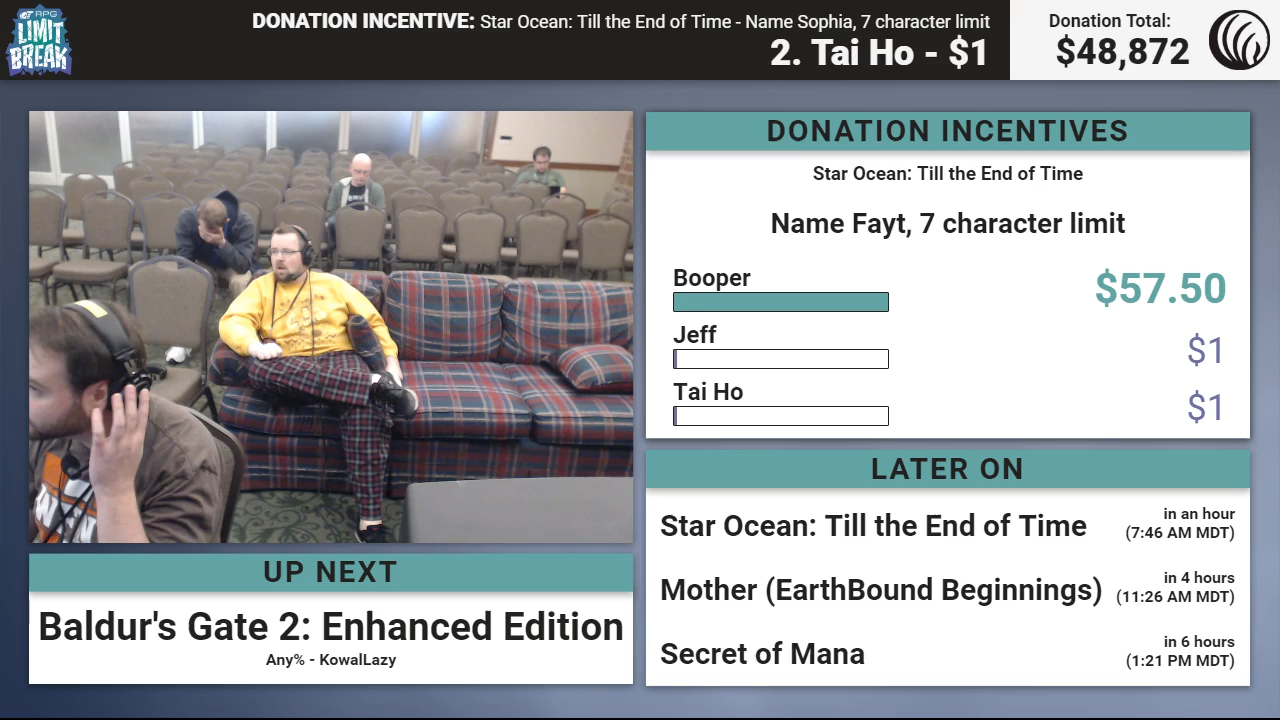 RPG
LIMIT
BREAK
DONATION INCENTIVE: Star Ocean: Till the End of Time - Name Sophia, 7 character limit
2. Tai Ho - $1
Donation Total:
$48,872
DONATION INCENTIVES
Star Ocean: Till the End of Time
Name Fayt, 7 character limit
Booper
$57.50
Jeff
$1
Tai Ho
$1
UP NEXT
Baldur's Gate 2: Enhanced Edition
Any% - KowalLazy
LATER ON
Star Ocean: Till the End of Time
in an hour
(7:46 AM MDT)
Mother (EarthBound Beginnings)
in 4 hours
(11:26 AM MDT)
Secret of Mana
in 6 hours
(1:21 PM MDT)